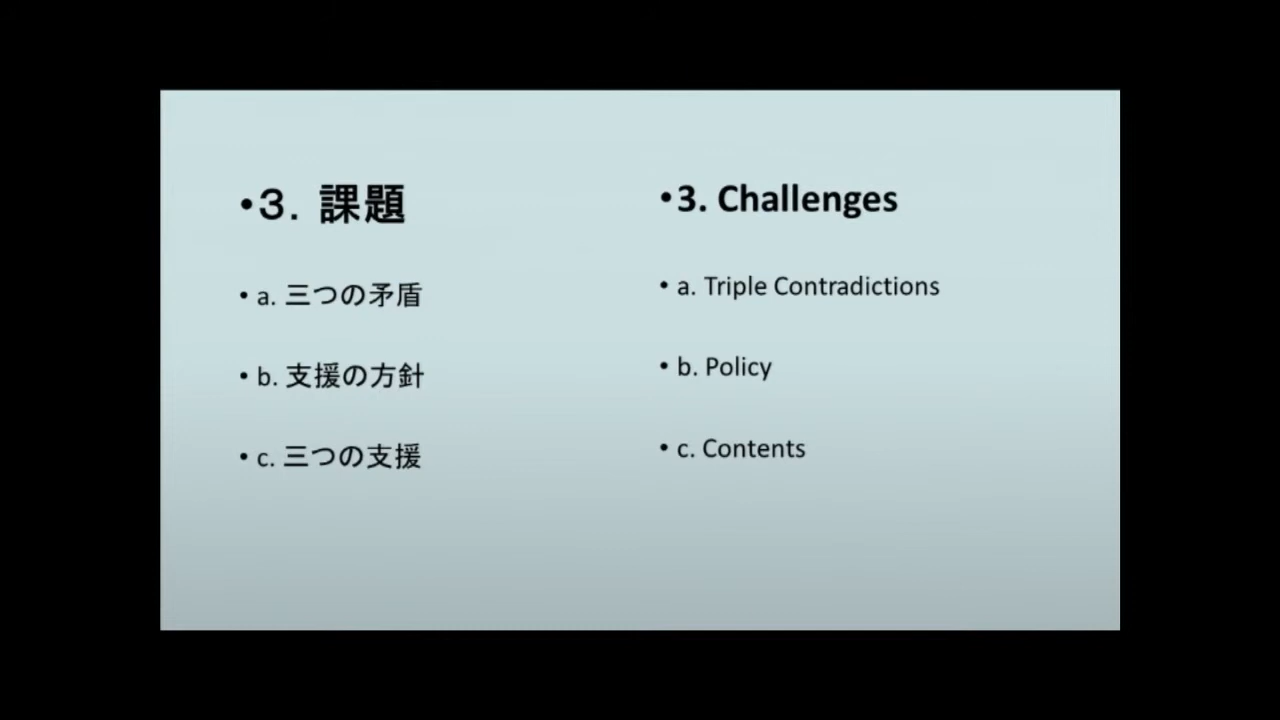 •３．課題
• a. 三つの矛盾
• b. 支援の方針
• c. 三つの支援
•3. Challenges
• a. Triple Contradictions
• b. Policy
• c. Contents